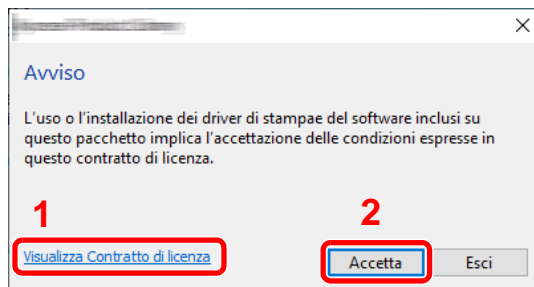 Avviso
L'uso o l'installazione dei driver di stampae del software inclusi su
questo pacchetto implica l'accettazione delle condizioni espresse in
questo contratto di licenza.
1
2
Visualizza Contratto di licenza
Accetta
Esci